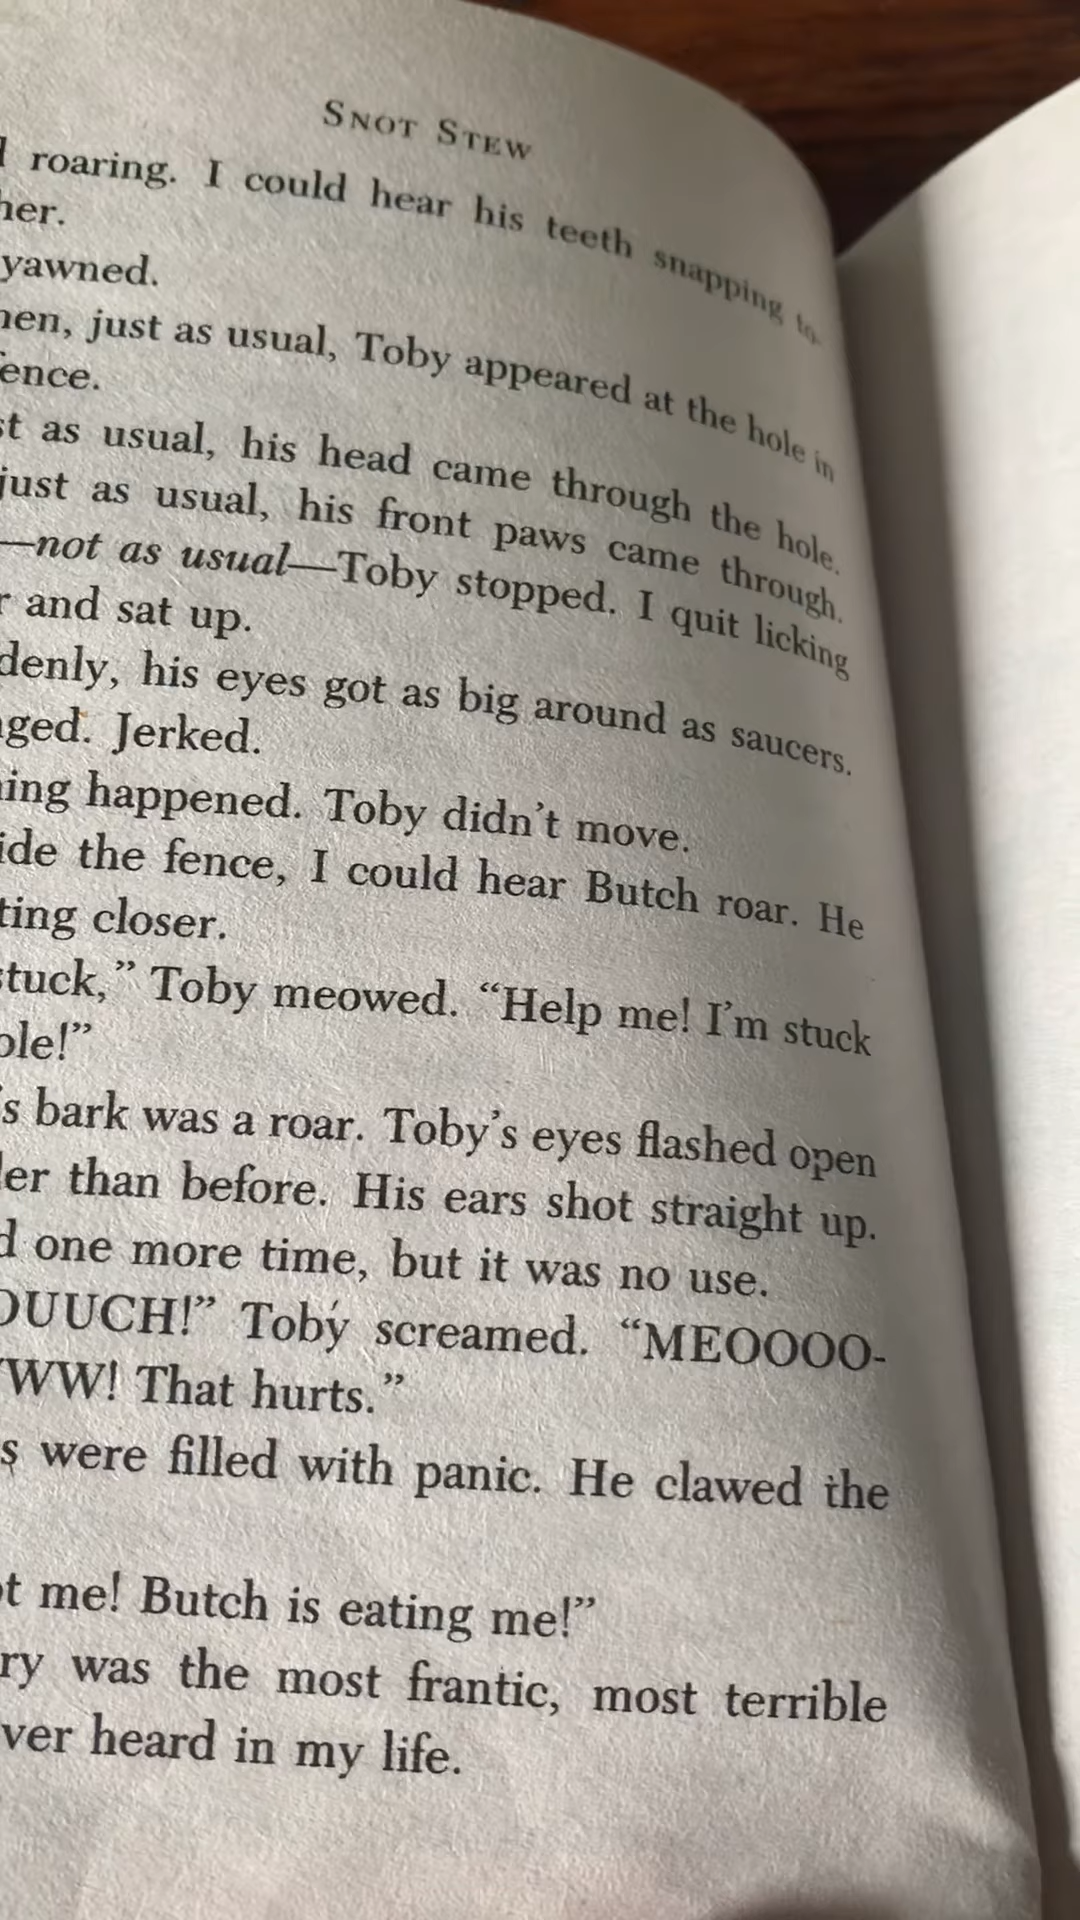 SNOT STEW
roaring. I could hear his teeth snapping to-
her.
yawned.
hen, just as usual, Toby appeared at the hole in
ence.
st as usual, his head came through the hole.
just as usual, his front paws came through.
—not as usual—Toby stopped. I quit licking
r and sat up.
denly, his eyes got as big around as saucers.
ged. Jerked.
ing happened. Toby didn't move.
ide the fence, I could hear Butch roar. He
ting closer.
stuck,” Toby meowed. “Help me! I'm stuck
ole!”
's bark was a roar. Toby's eyes flashed open
er than before. His ears shot straight up.
d one more time, but it was no use.
OUUUCH!” Toby screamed. “MEOOOO-
WW! That hurts.”
s were filled with panic. He clawed the
t me! Butch is eating me!”
ry was the most frantic, most terrible
ver heard in my life.